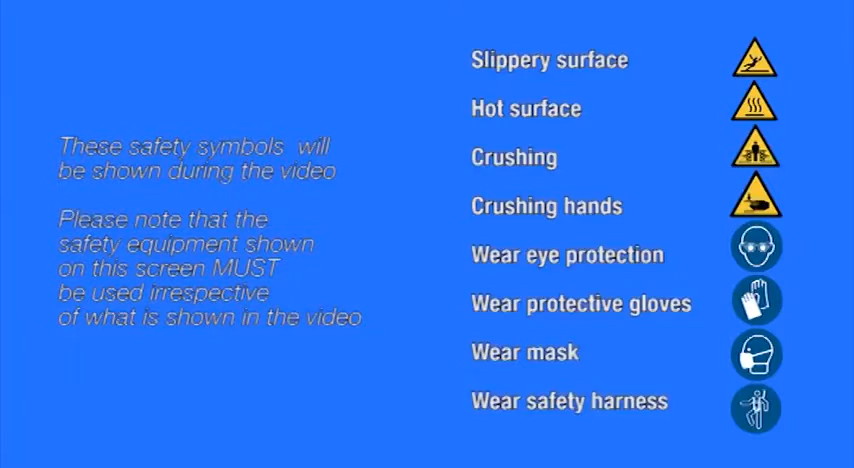 These safety symbols will
be shown during the video
Please note that the
safety equipment shown
on this screen MUST
be used irrespective
of what is shown in the video
Slippery surface
Hot surface
Crushing
Crushing hands
Wear eye protection
Wear protective gloves
Wear mask
Wear safety harness